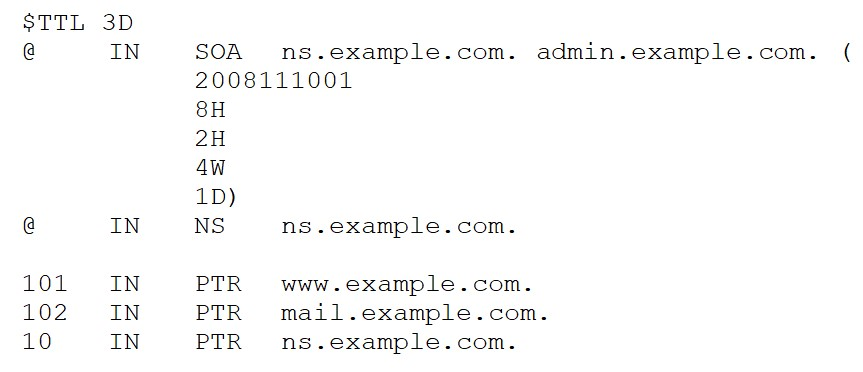 $TTL 3D
@ IN SOA ns.example.com. admin.example.com. (
2008111001
8H
2H
4W
1D)
@ IN NS ns.example.com.
101 IN PTR www.example.com.
102 IN PTR mail.example.com.
10 IN PTR ns.example.com.